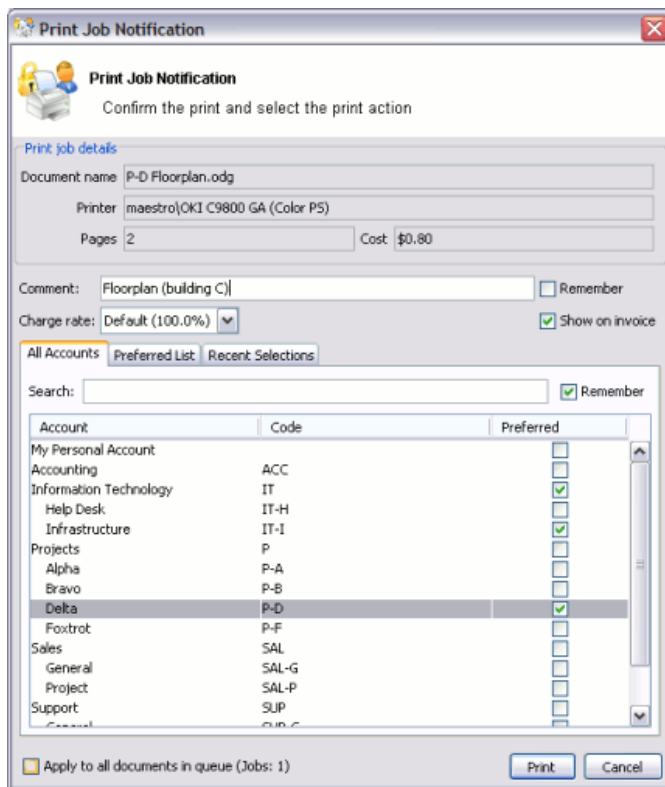 Print Job Notification
Print Job Notification
Confirm the print and select the print action
Print job details
Document name P-D Floorplan.odg
Printer maestro\OKI C9800 GA (Color PS)
Pages 2 Cost $0.80
Comment: Floorplan (building C) Remember
Charge rate: Default (100.0%) Show on invoice
All Accounts Preferred List Recent Selections
Search: Remember
Account Code Preferred
My Personal Account
Accounting ACC
Information Technology IT
Help Desk IT-H
Infrastructure IT-I
Projects P
Alpha P-A
Bravo P-B
Delta P-D
Foxtrot P-F
Sales SAL
General SAL-G
Project SAL-P
Support SUP
General SUP-G
Apply to all documents in queue (Jobs: 1) Print Cancel